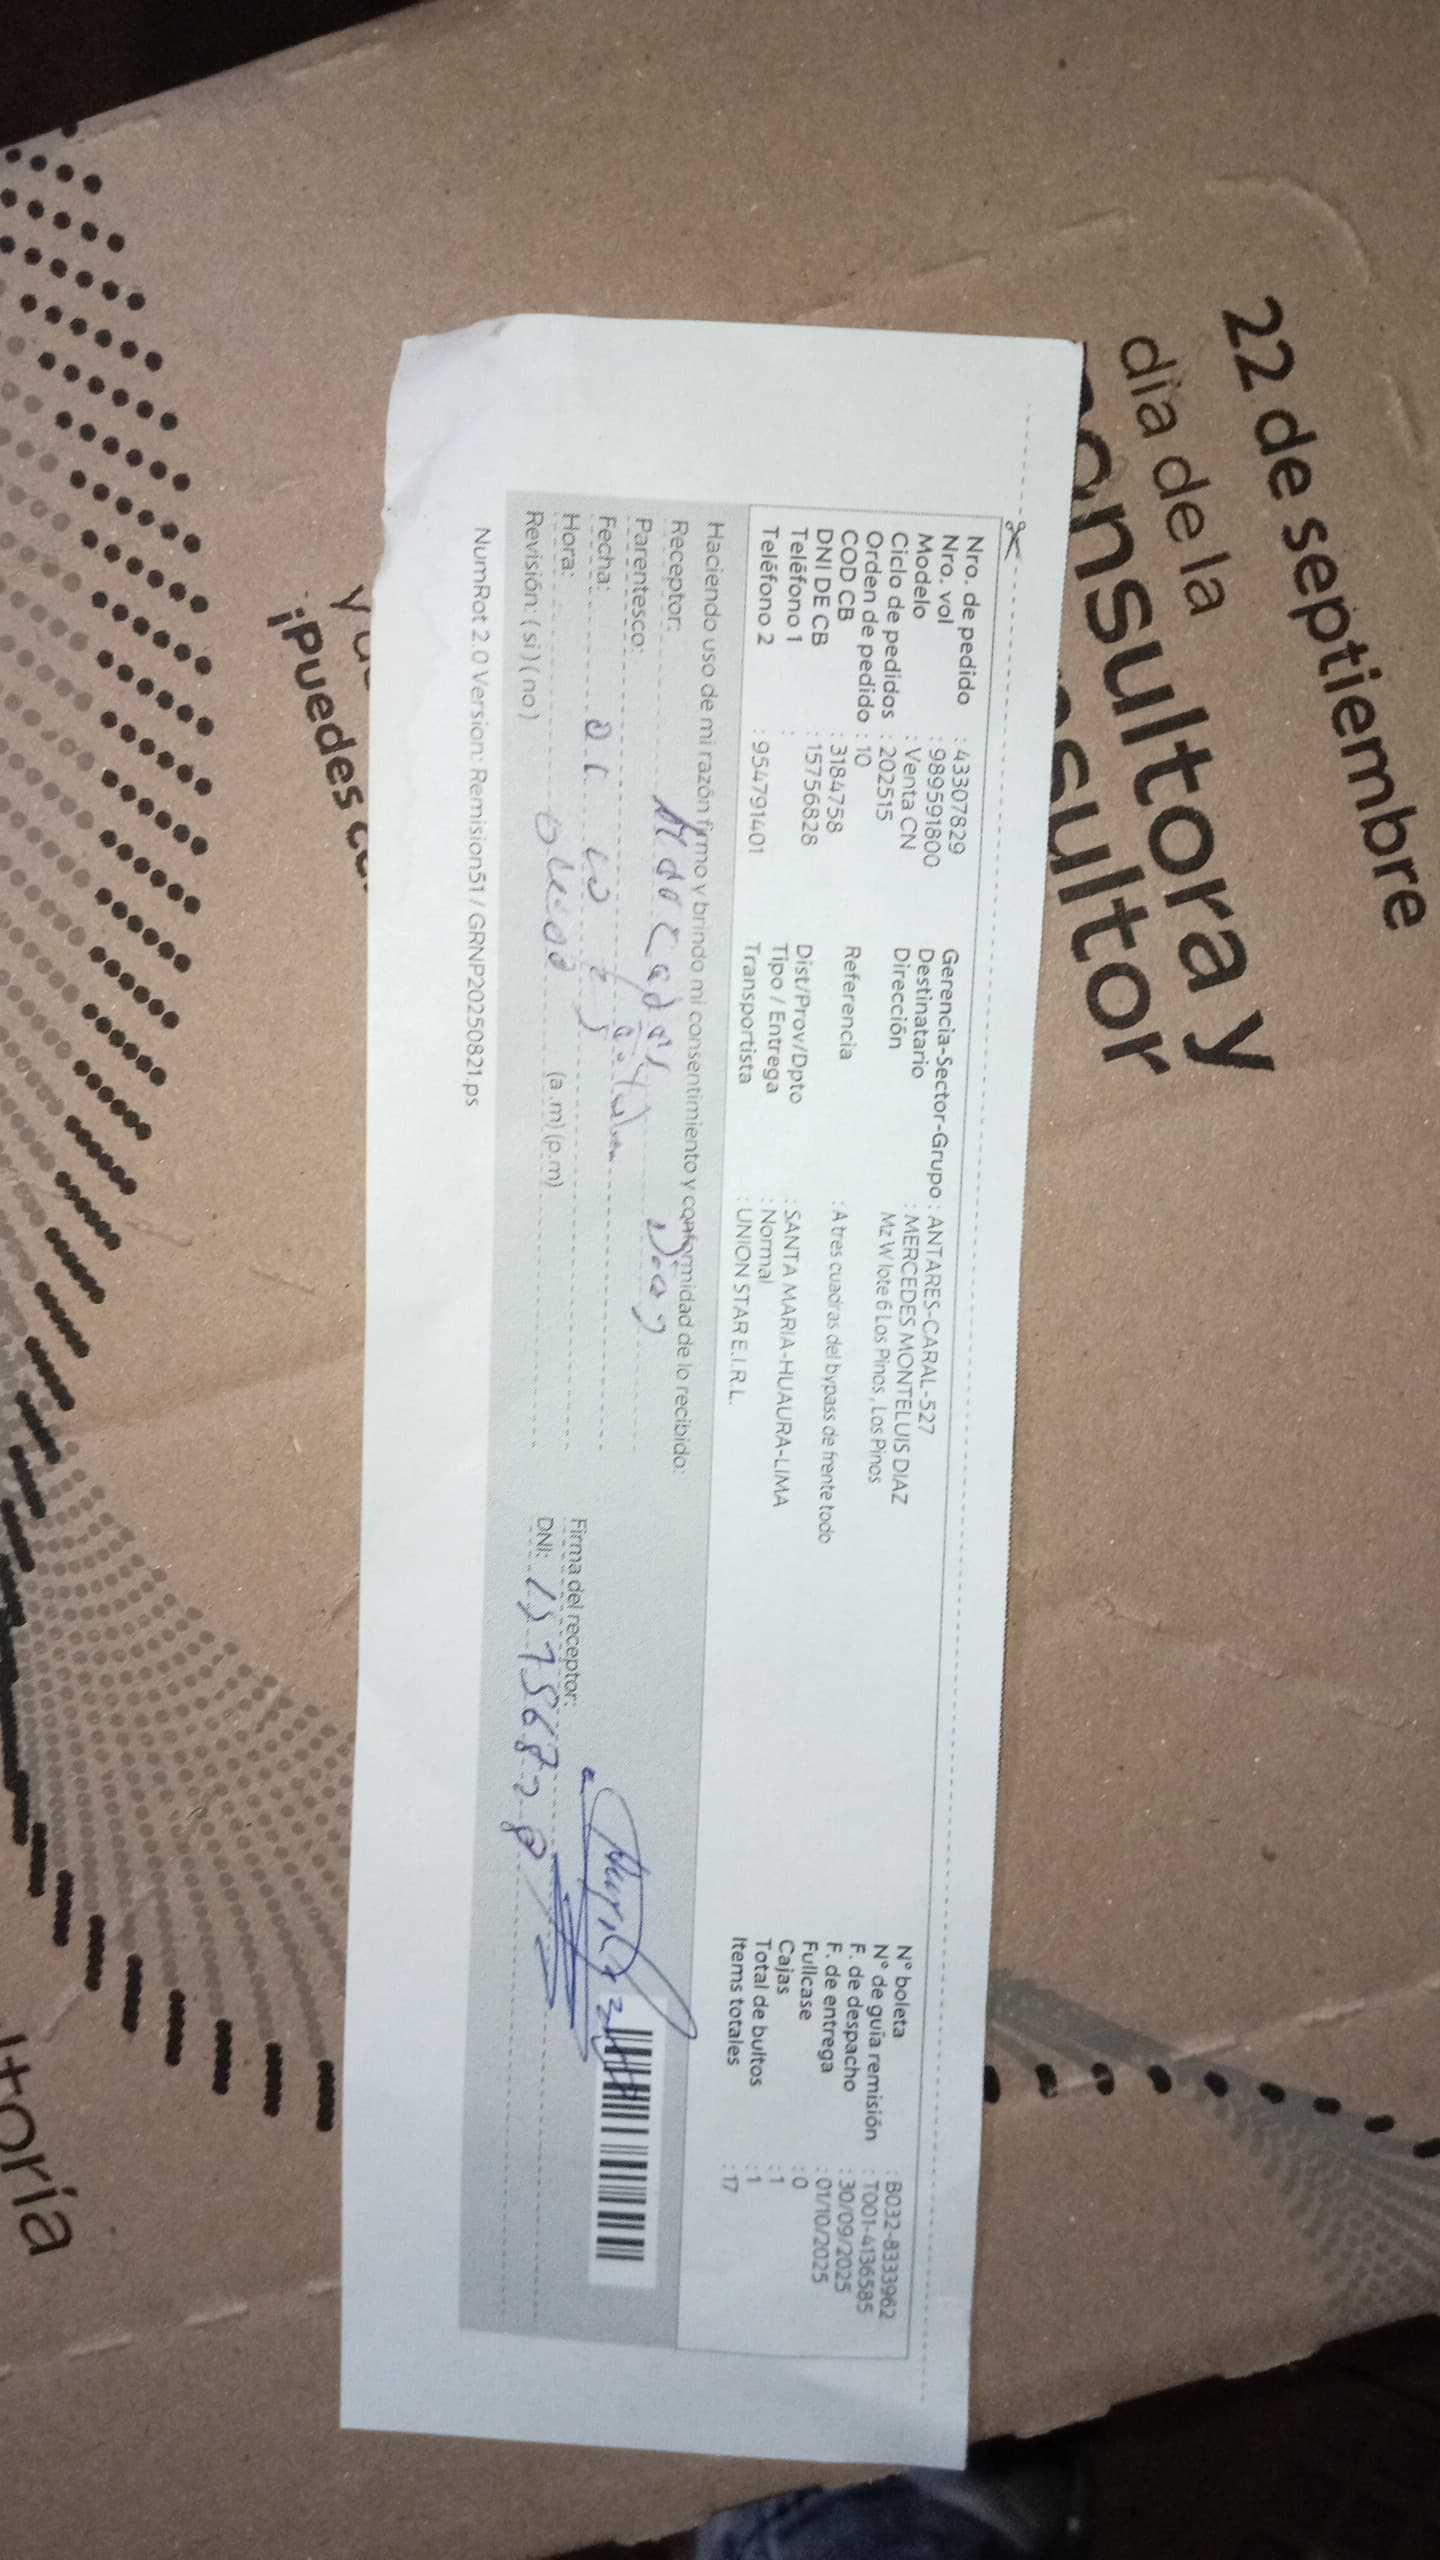 22 de septiembre
día de la
onsultora y
sultor
Nro. de pedido : 43307829
Nro. vol : 989591800
Modelo : Venta CN
Ciclo de pedidos : 202515
Orden de pedido : 10
COD CB : 3184758
DNI DE CB : 15756828
Teléfono 1 :
Teléfono 2 : 954791401
Gerencia-Sector-Grupo : ANTARES-CARAL-527
Destinatario : MERCEDES MONTELUIS DIAZ
Dirección Mz W lote 6 Los Pinos , Los Pinos
Referencia : A tres cuadras del bypass de frente todo
Dist/Prov/Dpto : SANTA MARIA-HUAURA-LIMA
Tipo / Entrega : Normal
Transportista : UNION STAR E.I.R.L.
N° boleta : B032-8333962
N° de guía remisión : T001-4136585
F. de despacho : 30/09/2025
F. de entrega : 01/10/2025
Fullcase : 0
Cajas : 1
Total de bultos : 1
Items totales : 17
Haciendo uso de mi razón firmo y brindo mi consentimiento y conformidad de lo recibido:
Receptor:
Parentesco:
Fecha:
Hora: (a.m) (p.m)
Revisión: ( si ) ( no )
Firma del receptor:
DNI: 15756828
NumRot 2.0 Version: Remision51 / GRNP20250821.ps
y
¡Puedes
toría